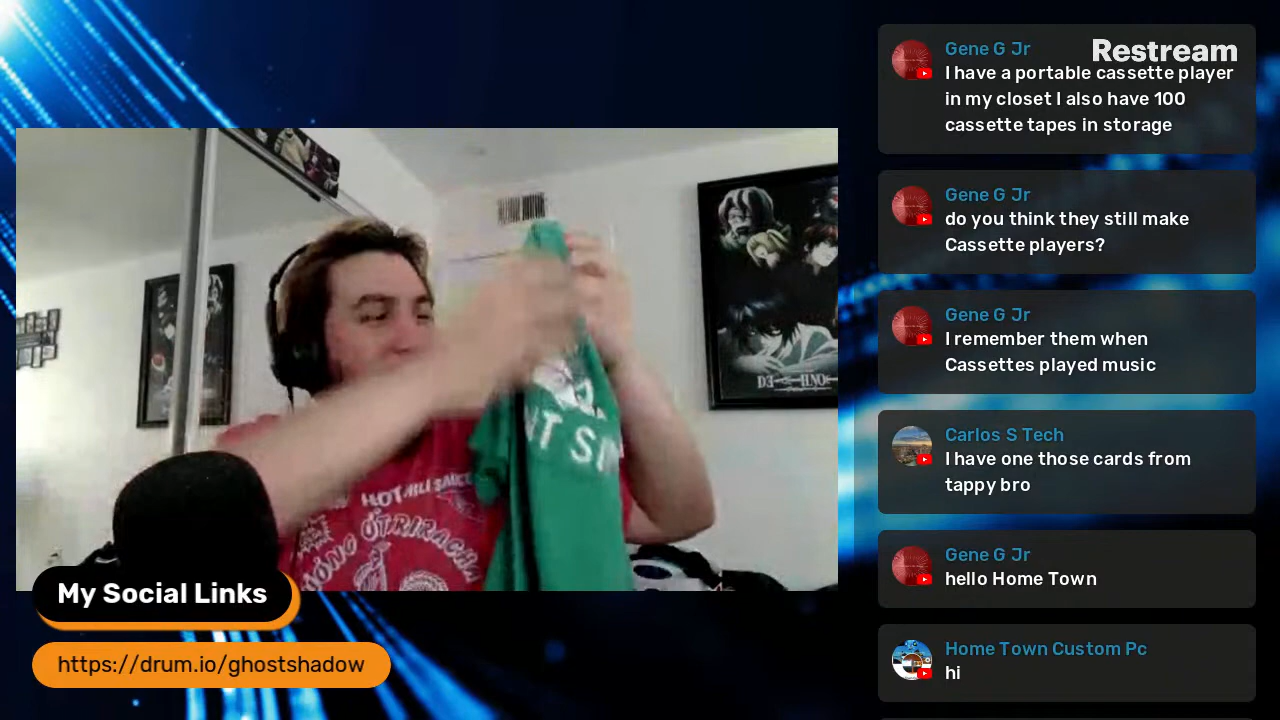 Restream
Gene G Jr
I have a portable cassette player
in my closet I also have 100
cassette tapes in storage
Gene G Jr
do you think they still make
Cassette players?
Gene G Jr
I remember them when
Cassettes played music
Carlos S Tech
I have one those cards from
tappy bro
Gene G Jr
hello Home Town
Home Town Custom Pc
hi
My Social Links
https://drum.io/ghostshadow